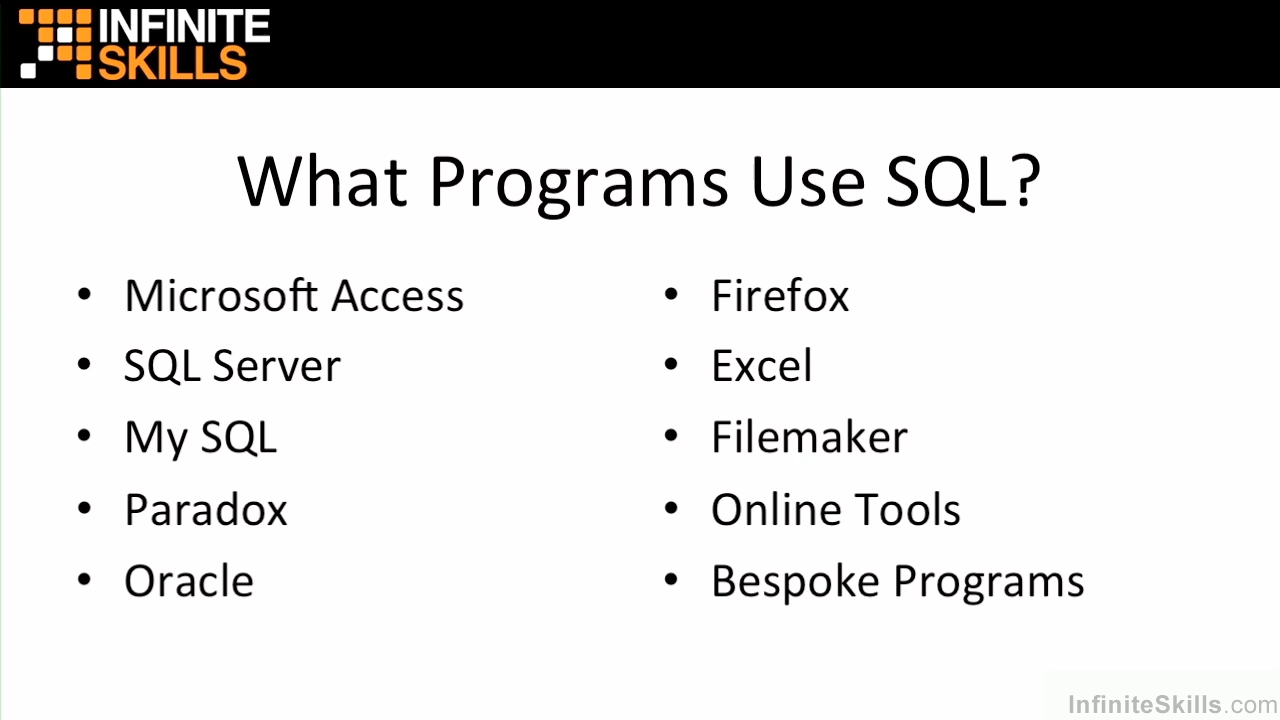 INFINITE
SKILLS
What Programs Use SQL?
• Microsoft Access
• SQL Server
• My SQL
• Paradox
• Oracle
• Firefox
• Excel
• Filemaker
• Online Tools
• Bespoke Programs
InfiniteSkills.com